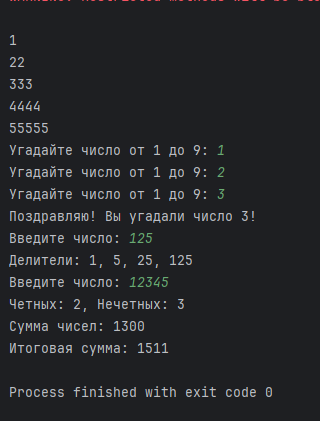 1
22
333
4444
55555
Угадайте число от 1 до 9: 1
Угадайте число от 1 до 9: 2
Угадайте число от 1 до 9: 3
Поздравляю! Вы угадали число 3!
Введите число: 125
Делители: 1, 5, 25, 125
Введите число: 12345
Четных: 2, Нечетных: 3
Сумма чисел: 1300
Итоговая сумма: 1511
Process finished with exit code 0